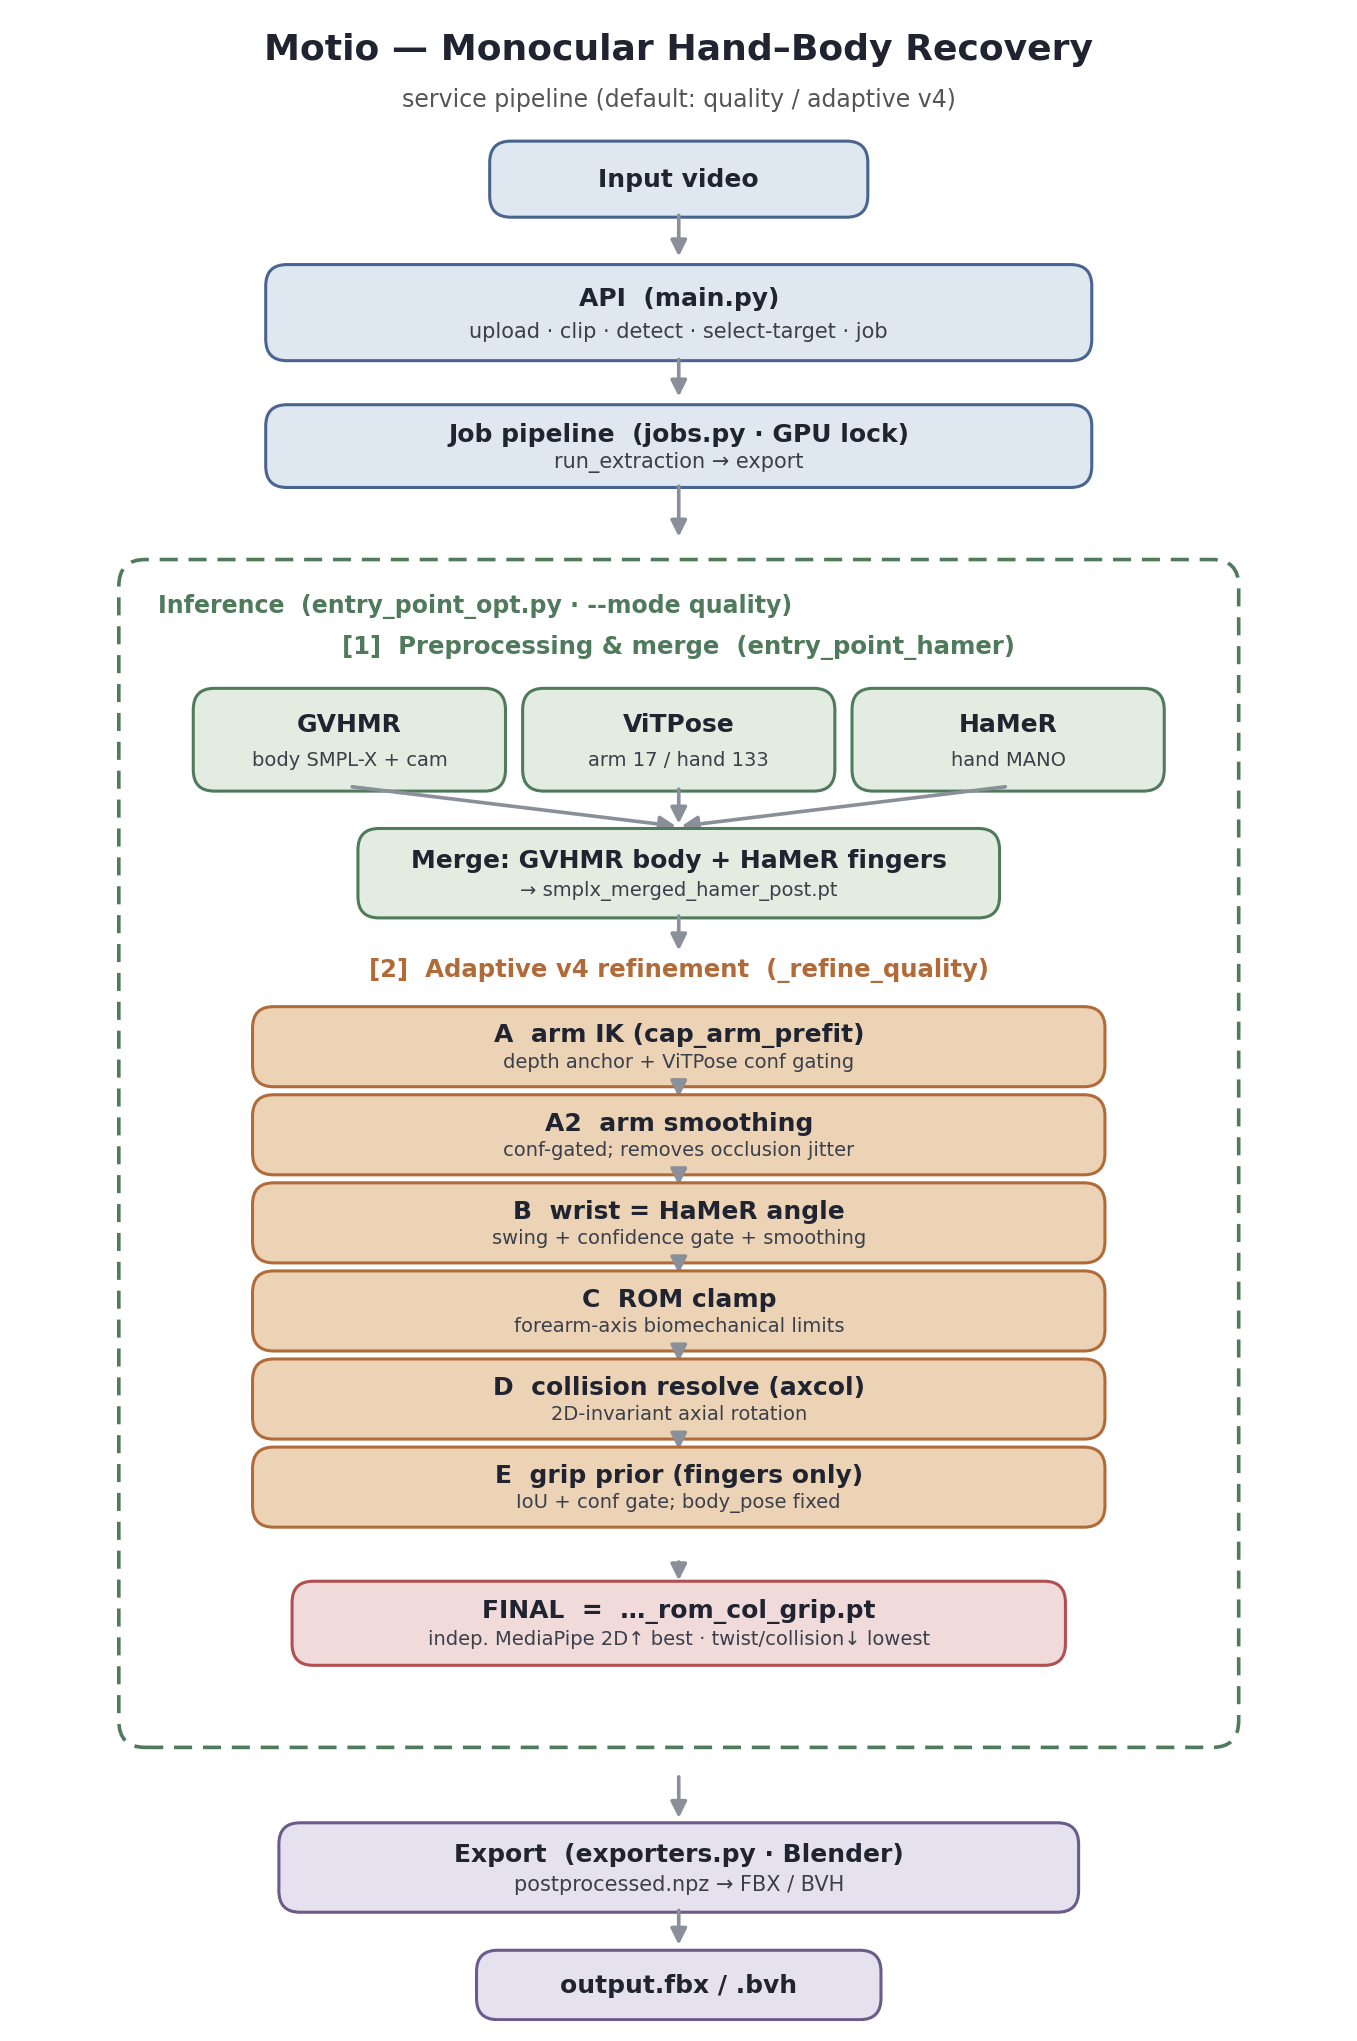 Motio — Monocular Hand–Body Recovery
service pipeline (default: quality / adaptive v4)
Input video
API (main.py)
upload · clip · detect · select-target · job
Job pipeline (jobs.py · GPU lock)
run_extraction → export
Inference (entry_point_opt.py · --mode quality)
[1] Preprocessing & merge (entry_point_hamer)
GVHMR
body SMPL-X + cam
ViTPose
arm 17 / hand 133
HaMeR
hand MANO
Merge: GVHMR body + HaMeR fingers
→ smplx_merged_hamer_post.pt
[2] Adaptive v4 refinement (_refine_quality)
A arm IK (cap_arm_prefit)
depth anchor + ViTPose conf gating
A2 arm smoothing
conf-gated; removes occlusion jitter
B wrist = HaMeR angle
swing + confidence gate + smoothing
C ROM clamp
forearm-axis biomechanical limits
D collision resolve (axcol)
2D-invariant axial rotation
E grip prior (fingers only)
IoU + conf gate; body_pose fixed
FINAL = …_rom_col_grip.pt
indep. MediaPipe 2D↑ best · twist/collision↓ lowest
Export (exporters.py · Blender)
postprocessed.npz → FBX / BVH
output.fbx / .bvh